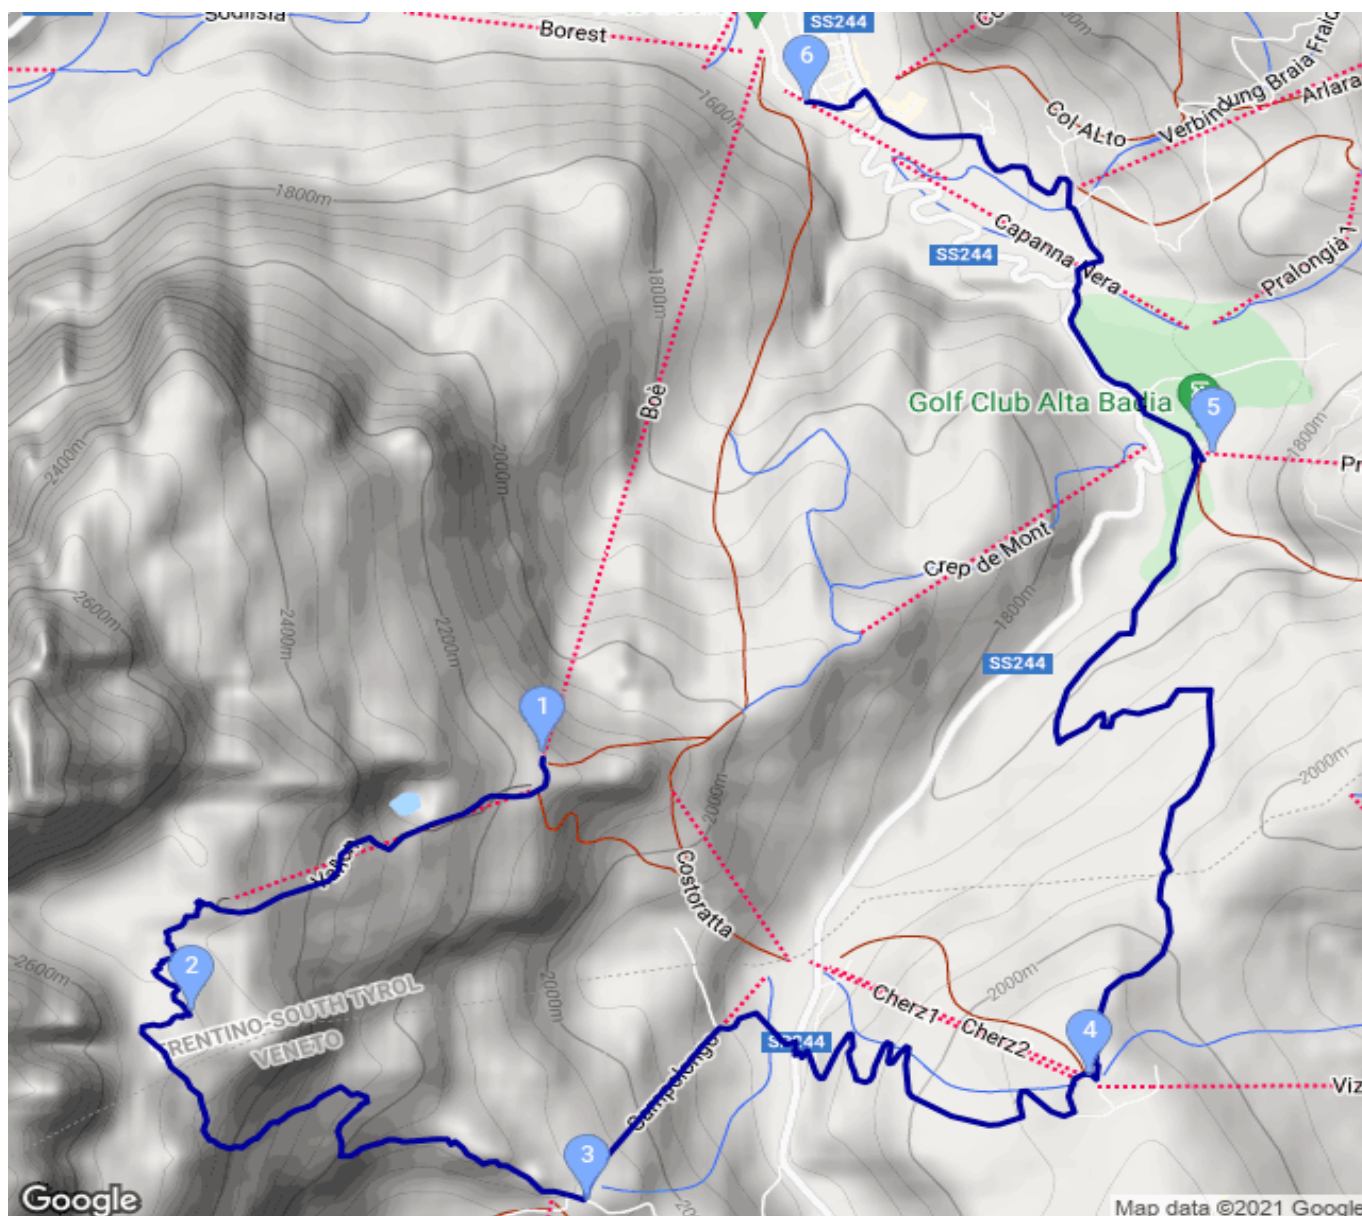 Borest
SS244
6
Col ALto
Verbindung Braia Fraida
Arlara
1600m
1800m
Capanna Nera
SS244
Pralongià 1
1800m
Boè
Golf Club Alta Badia
5
1800m
2400m
2000m
Pr
Crep de Mont
1800m
2600m
2400m
2200m
SS244
1
2000m
2000m
Vallon
Costoratta
2
2600m
TRENTINO-SOUTH TYROL
VENETO
2000m
2000m
Cherz1
Cherz2
4
SS244
Campolongo
Viz
3
Google
Map data ©2021 Google